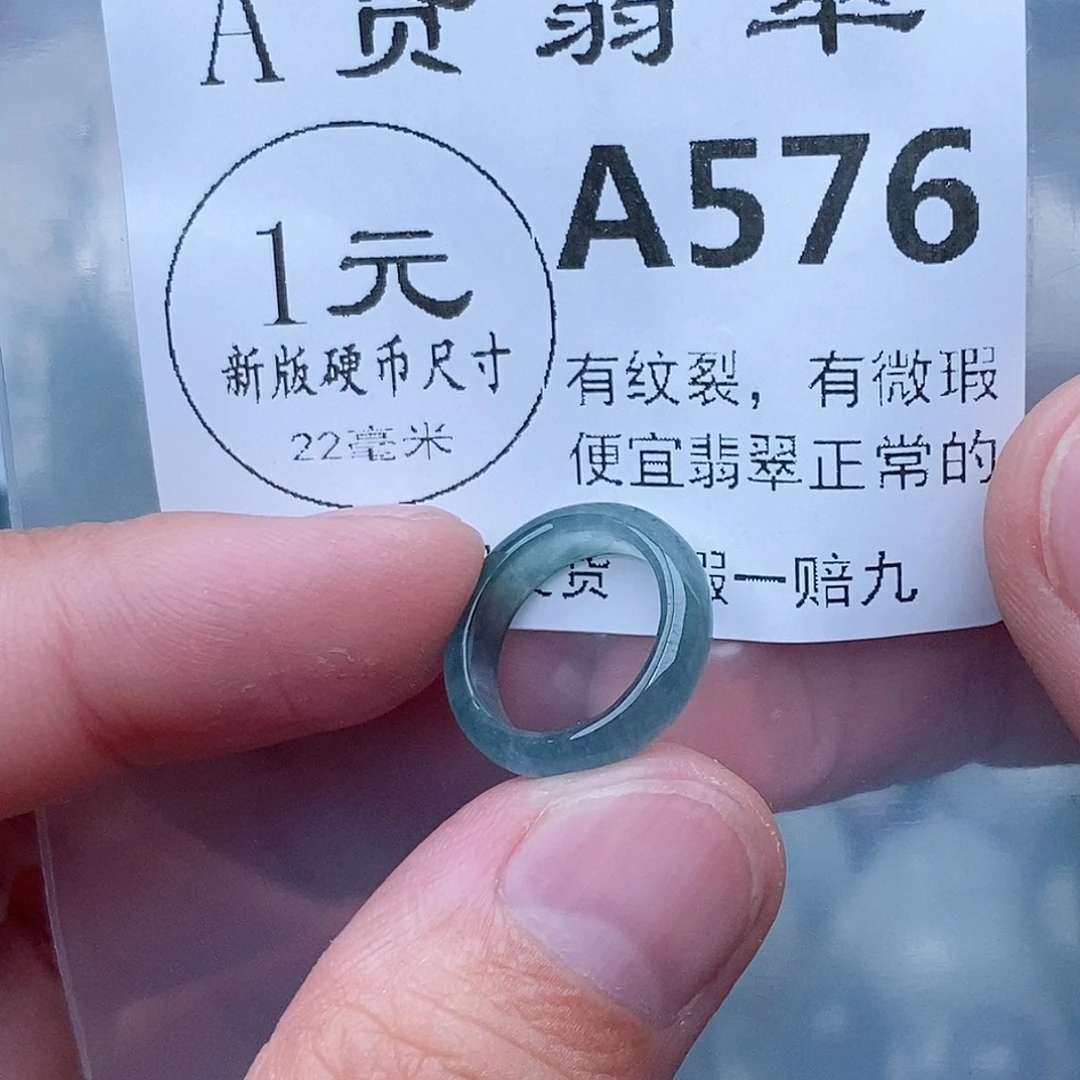 A货翡翠
A576
1元
新版硬币尺寸
22毫米
有纹裂，有微瑕
便宜翡翠正常的
货 假一赔九